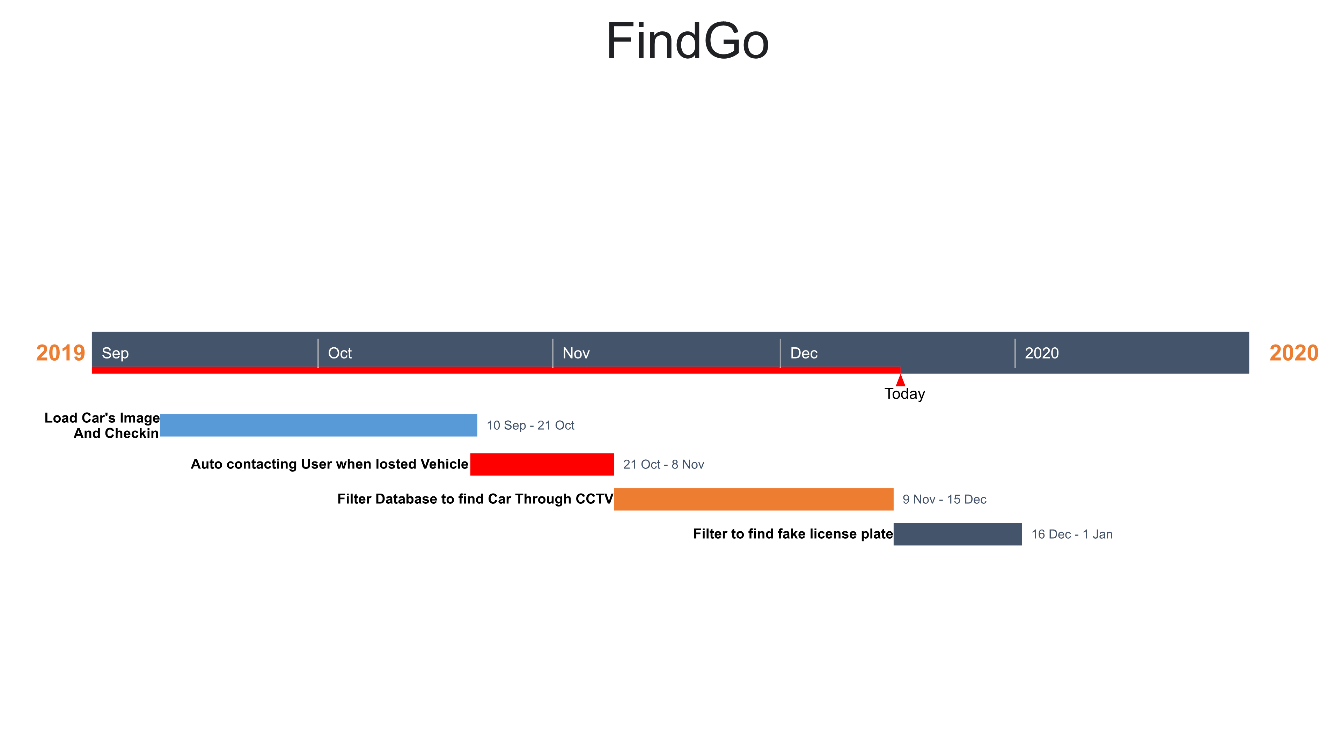 FindGo
2019 Sep Oct Nov Dec 2020 2020
Today
Load Car's Image
And Checkin
10 Sep - 21 Oct
Auto contacting User when losted Vehicle 21 Oct - 8 Nov
Filter Database to find Car Through CCTV 9 Nov - 15 Dec
Filter to find fake license plate 16 Dec - 1 Jan